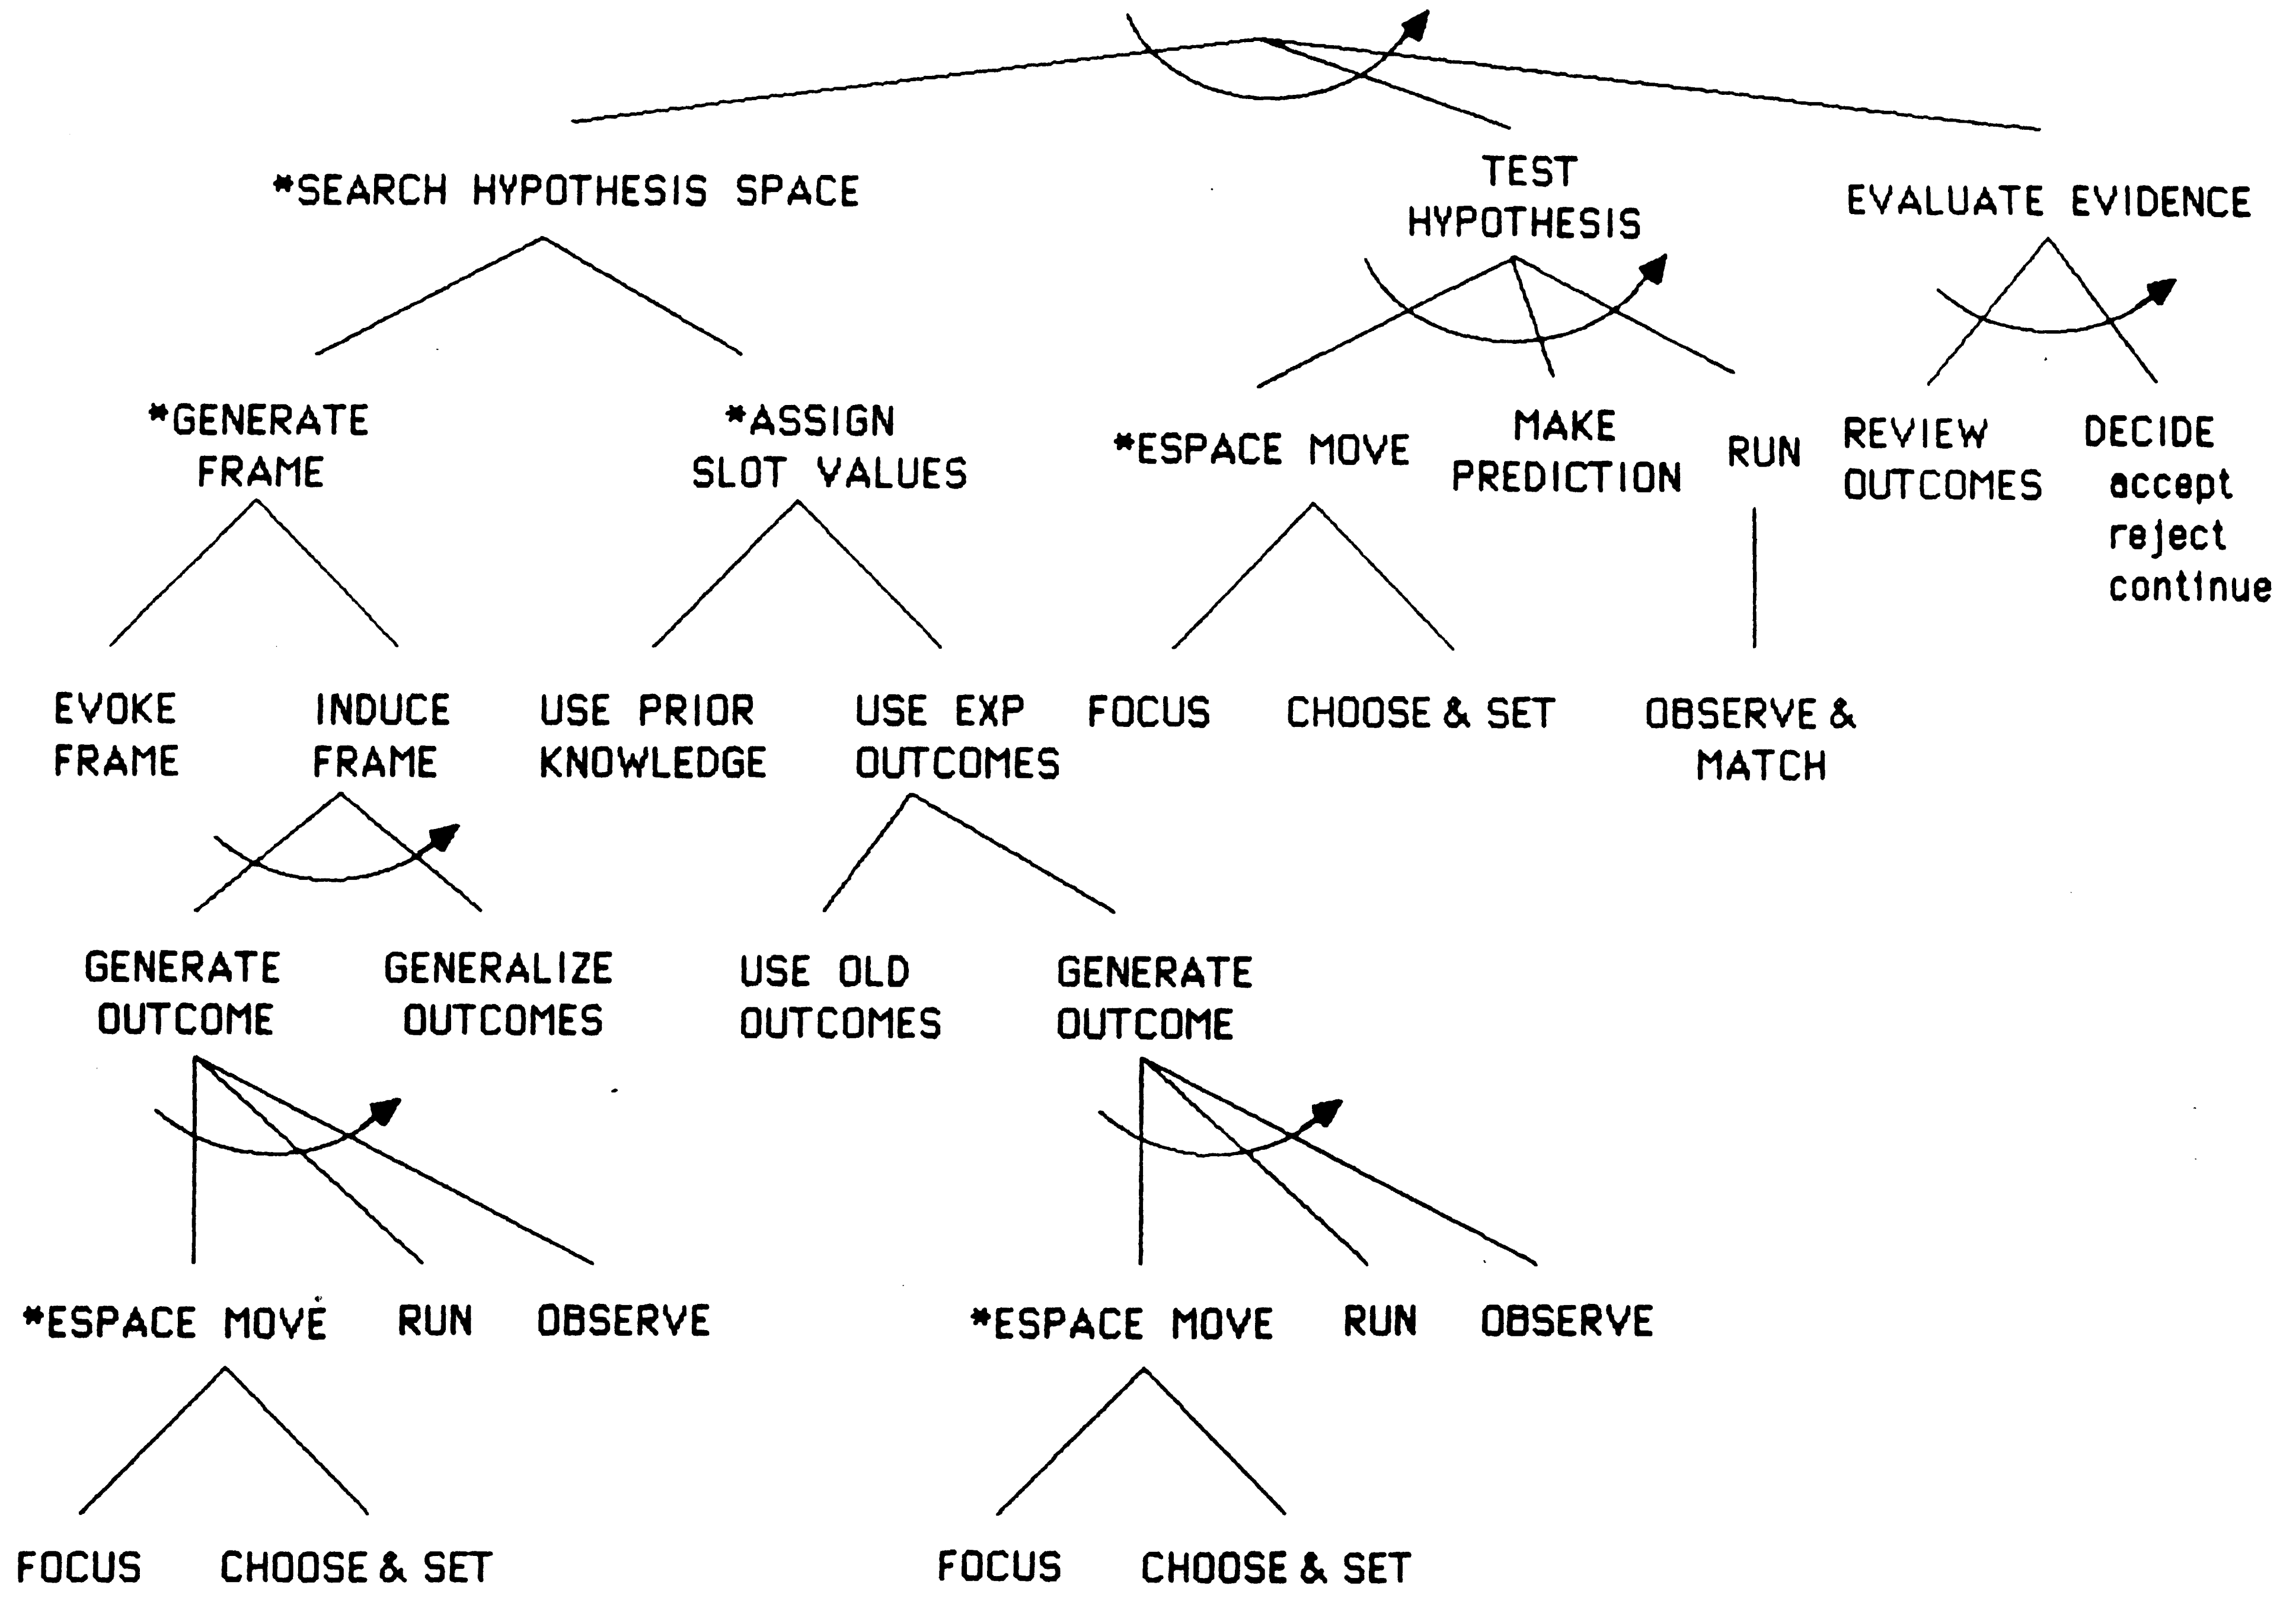 *SEARCH HYPOTHESIS SPACE
TEST
HYPOTHESIS
EVALUATE EVIDENCE
*GENERATE
FRAME
*ASSIGN
SLOT VALUES
*ESPACE MOVE
MAKE
PREDICTION
RUN
REVIEW
OUTCOMES
DECIDE
accept
reject
continue
EVOKE
FRAME
INDUCE
FRAME
USE PRIOR
KNOWLEDGE
USE EXP
OUTCOMES
FOCUS
CHOOSE & SET
OBSERVE &
MATCH
GENERATE
OUTCOME
GENERALIZE
OUTCOMES
USE OLD
OUTCOMES
GENERATE
OUTCOME
*ESPACE MOVE
RUN
OBSERVE
*ESPACE MOVE
RUN
OBSERVE
FOCUS
CHOOSE & SET
FOCUS
CHOOSE & SET